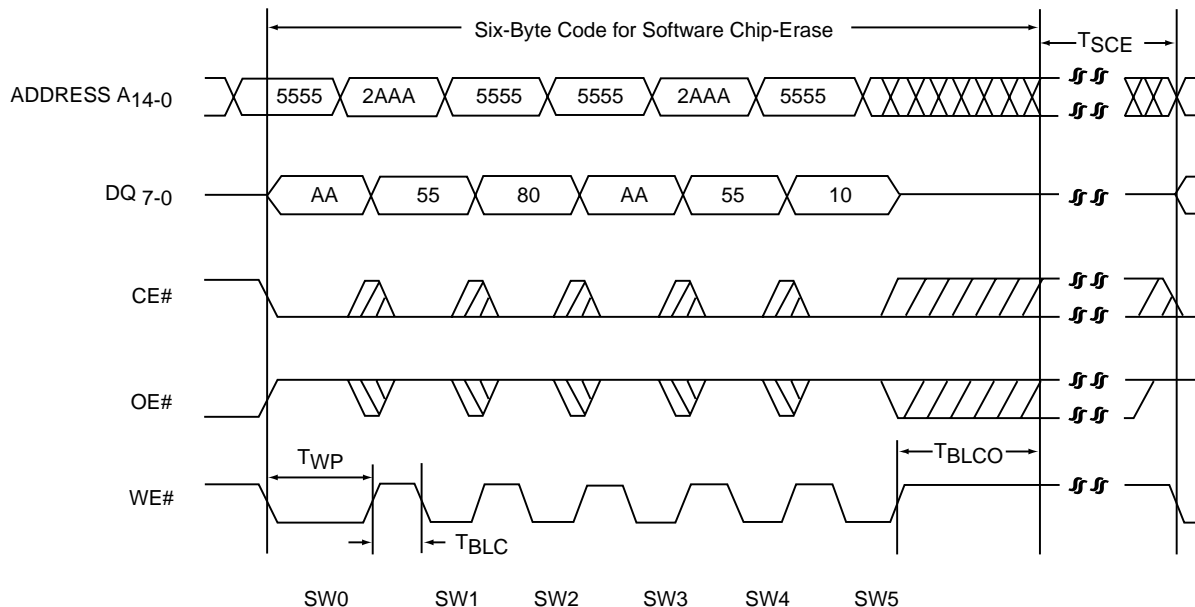 Six-Byte Code for Software Chip-Erase
TSCE
ADDRESS A14-0
5555 2AAA 5555 5555 2AAA 5555
DQ 7-0
AA 55 80 AA 55 10
CE#
OE#
TWP
TBLCO
WE#
TBLC
SW0 SW1 SW2 SW3 SW4 SW5